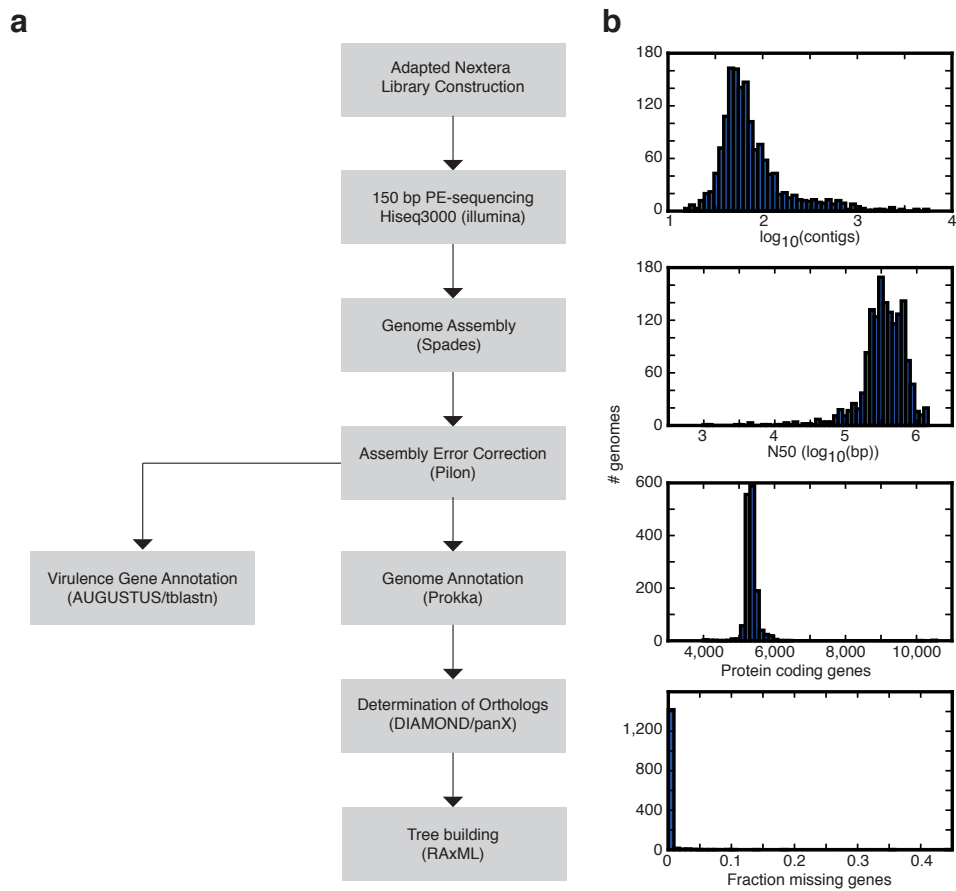 a
Adapted Nextera
Library Construction
150 bp PE-sequencing
Hiseq3000 (illumina)
Genome Assembly
(Spades)
Assembly Error Correction
(Pilon)
Virulence Gene Annotation
(AUGUSTUS/tblastn)
Genome Annotation
(Prokka)
Determination of Orthologs
(DIAMOND/panX)
Tree building
(RAxML)
b
# genomes
180
120
60
0
1 2 3 4
log10(contigs)
180
120
60
0
3 4 5 6
N50 (log10(bp))
600
400
200
0
4,000 6,000 8,000 10,000
Protein coding genes
1,200
800
400
0
0 0.1 0.2 0.3 0.4
Fraction missing genes